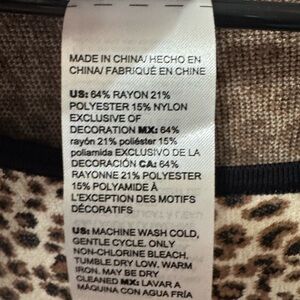 MADE IN CHINA/ HECHO EN
CHINA/ FABRIQUÉ EN CHINE
US: 64% RAYON 21%
POLYESTER 15% NYLON
EXCLUSIVE OF
DECORATION MX: 64%
rayón 21% poliéster 15%
poliamida EXCLUSIVO DE LA
DECORACIÓN CA: 64%
RAYONNE 21% POLYESTER
15% POLYAMIDE À
L'EXCEPTION DES MOTIFS
DÉCORATIFS
US: MACHINE WASH COLD,
GENTLE CYCLE. ONLY
NON-CHLORINE BLEACH.
TUMBLE DRY LOW. WARM
IRON. MAY BE DRY
CLEANED MX: LAVAR A
MÁQUINA CON AGUA FRÍA